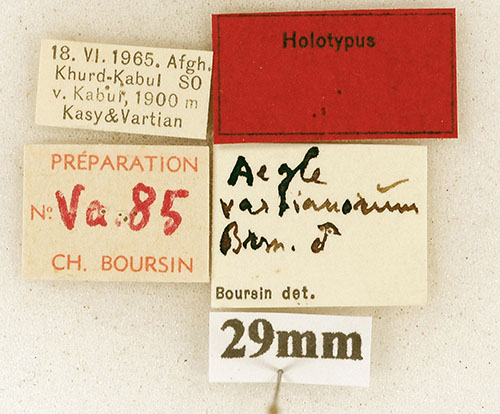 18. VI. 1965. Afgh.
Khurd-Kabul SO
v. Kabul, 1900 m
Kasy&Vartian
Holotypus
PRÉPARATION
No: Va.85
CH. BOURSIN
Aegle
vartianorum
Brsn. ♂
Boursin det.
29mm